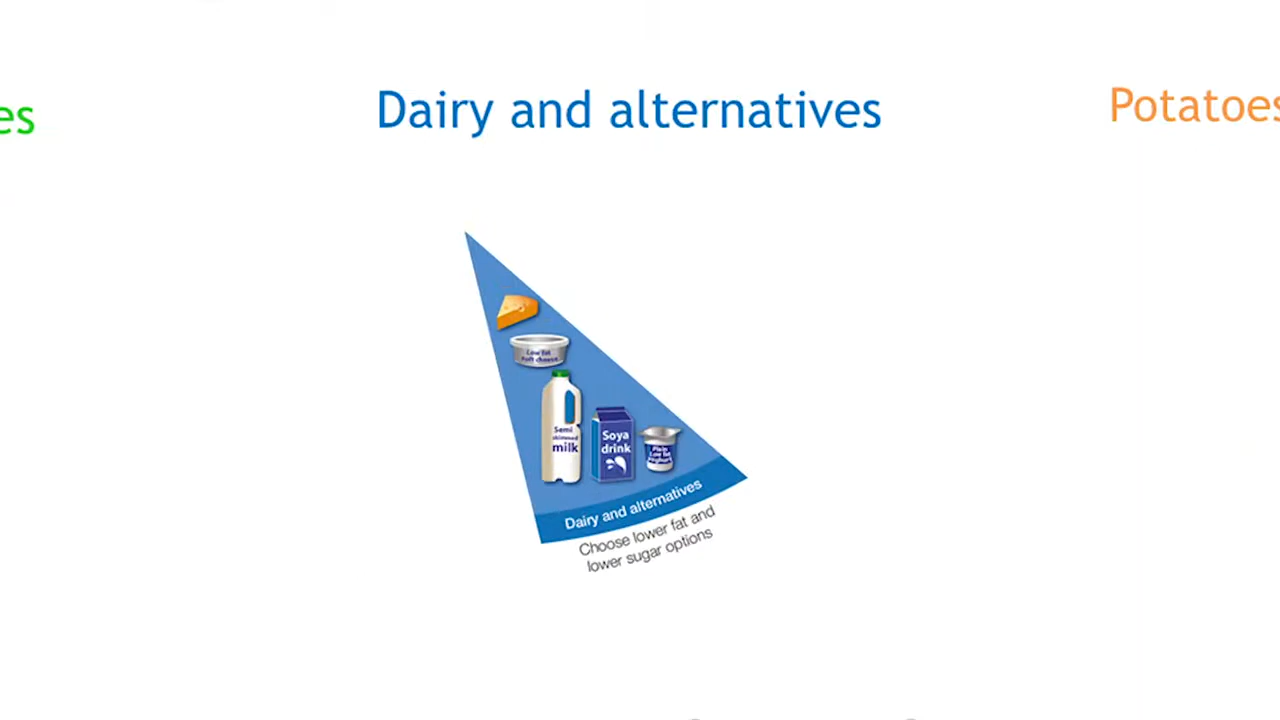 es
Dairy and alternatives
Potatoes
Low fat
soft cheese
Semi
skimmed
milk
Soya
drink
Plain
Low fat
yoghurt
Dairy and alternatives
Choose lower fat and
lower sugar options